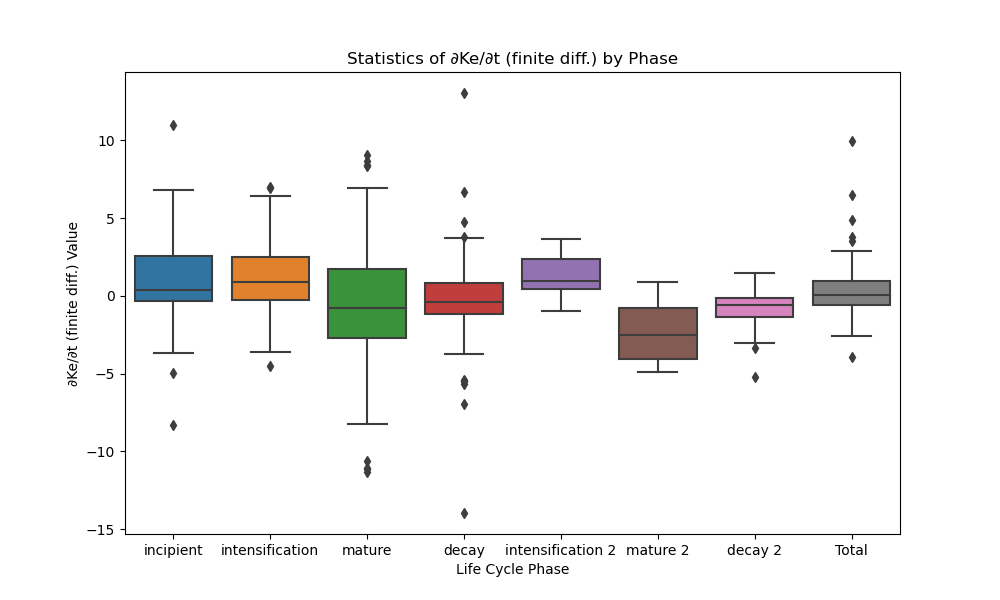 Statistics of ∂Ke/∂t (finite diff.) by Phase
∂Ke/∂t (finite diff.) Value
10
5
0
−5
−10
−15
incipient intensification mature decay intensification 2 mature 2 decay 2 Total
Life Cycle Phase